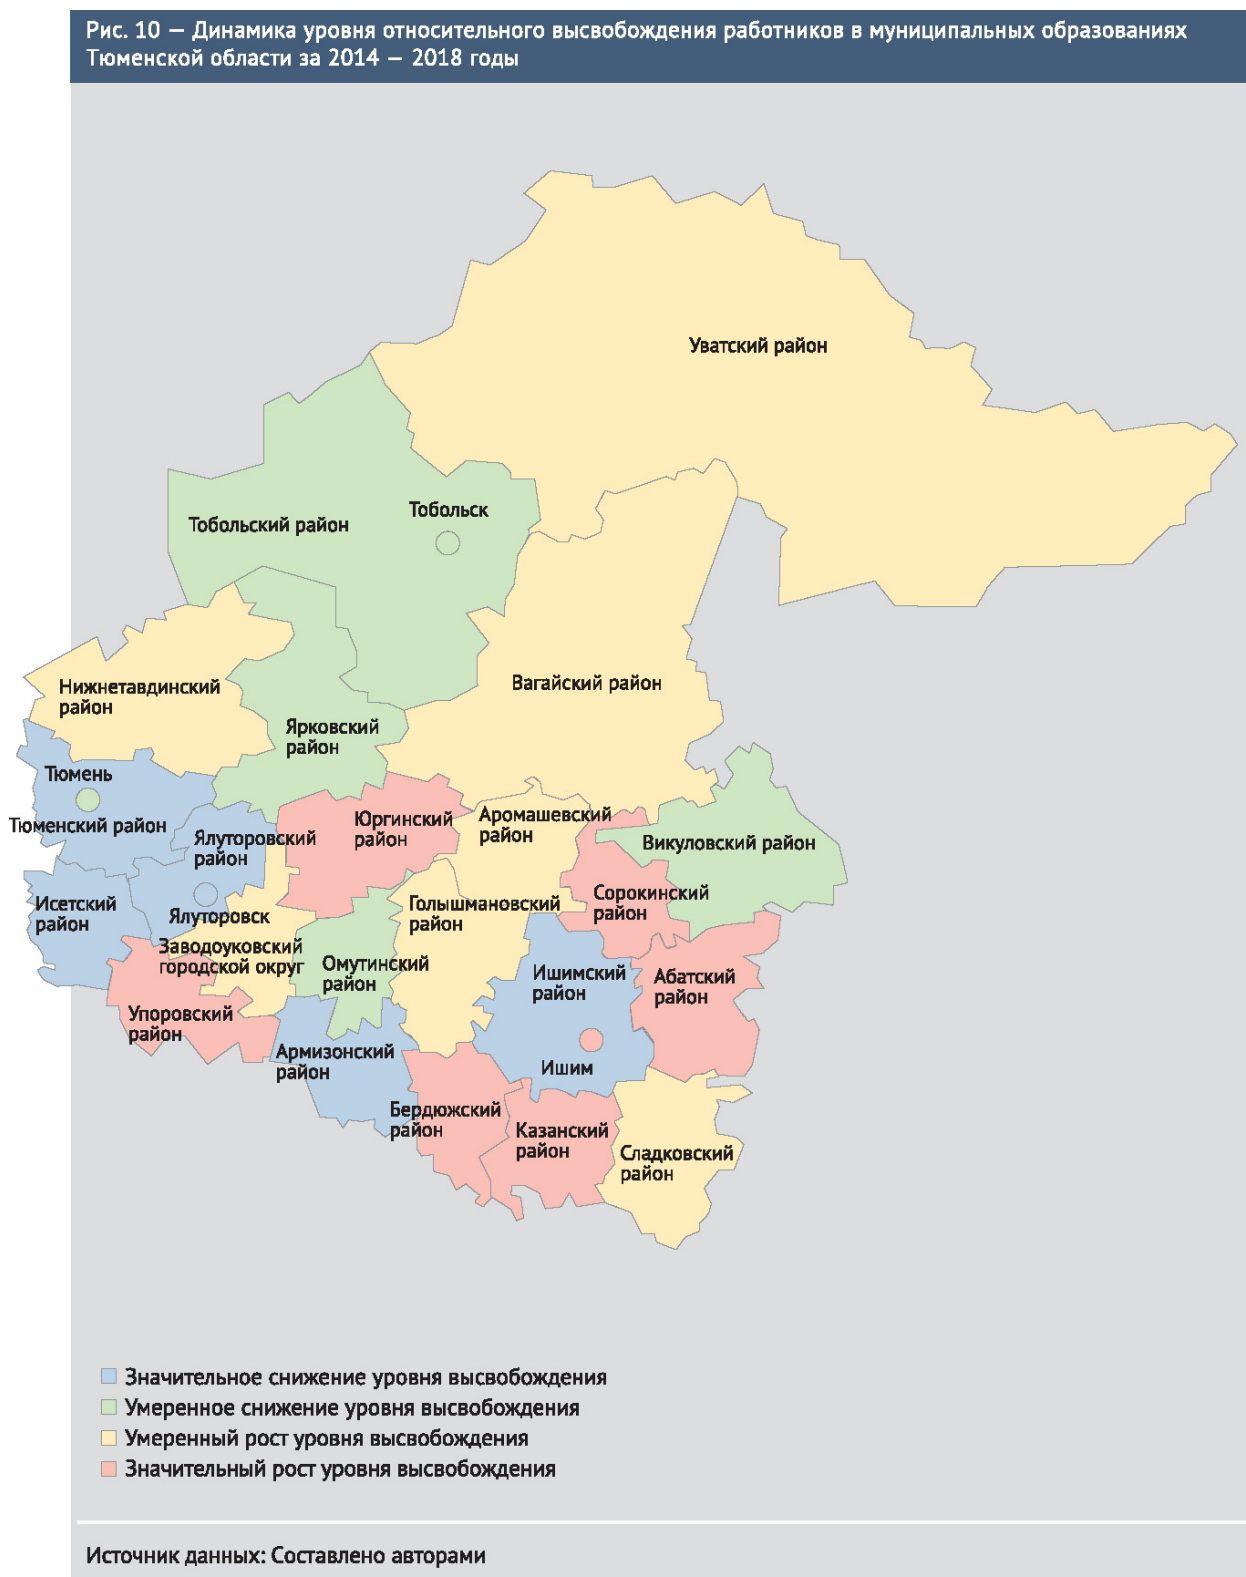 Рис. 10 — Динамика уровня относительного высвобождения работников в муниципальных образованиях
Тюменской области за 2014 — 2018 годы
Уватский район
Тобольск
Тобольский район
Вагайский район
Нижнетавдинский
район
Ярковский
район
Тюмень
Тюменский район
Ялуторовский
район
Юргинский
район
Аромашевский
район
Викуловский район
Исетский
район
Ялуторовск
Голышмановский
район
Сорокинский
район
Заводоуковский
городской округ
Омутинский
район
Ишимский
район
Абатский
район
Упоровский
район
Армизонский
район
Ишим
Бердюжский
район
Казанский
район
Сладковский
район
Значительное снижение уровня высвобождения
Умеренное снижение уровня высвобождения
Умеренный рост уровня высвобождения
Значительный рост уровня высвобождения
Источник данных: Составлено авторами